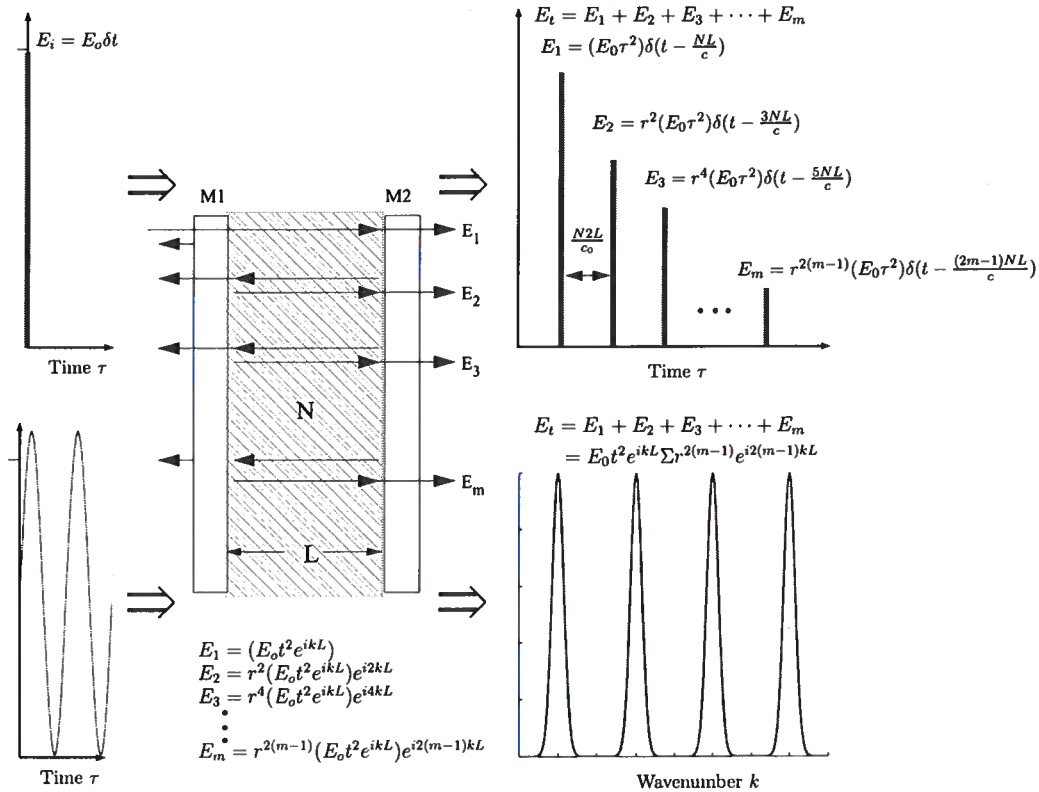 E_i = E_oδt
Time τ
M1
M2
E_1
E_2
E_3
E_m
N
L
E_t = E_1 + E_2 + E_3 + ··· + E_m
E_1 = (E_0τ^2)δ(t − NL/c)
E_2 = r^2(E_0τ^2)δ(t − 3NL/c)
E_3 = r^4(E_0τ^2)δ(t − 5NL/c)
N2L/c_0
E_m = r^{2(m−1)}(E_0τ^2)δ(t − (2m−1)NL/c)
•••
Time τ
Time τ
E_1 = (E_ot^2e^{ikL})
E_2 = r^2(E_ot^2e^{ikL})e^{i2kL}
E_3 = r^4(E_ot^2e^{ikL})e^{i4kL}
E_m = r^{2(m−1)}(E_ot^2e^{ikL})e^{i2(m−1)kL}
E_t = E_1 + E_2 + E_3 + ··· + E_m
= E_0t^2e^{ikL}Σr^{2(m−1)}e^{i2(m−1)kL}
Wavenumber k